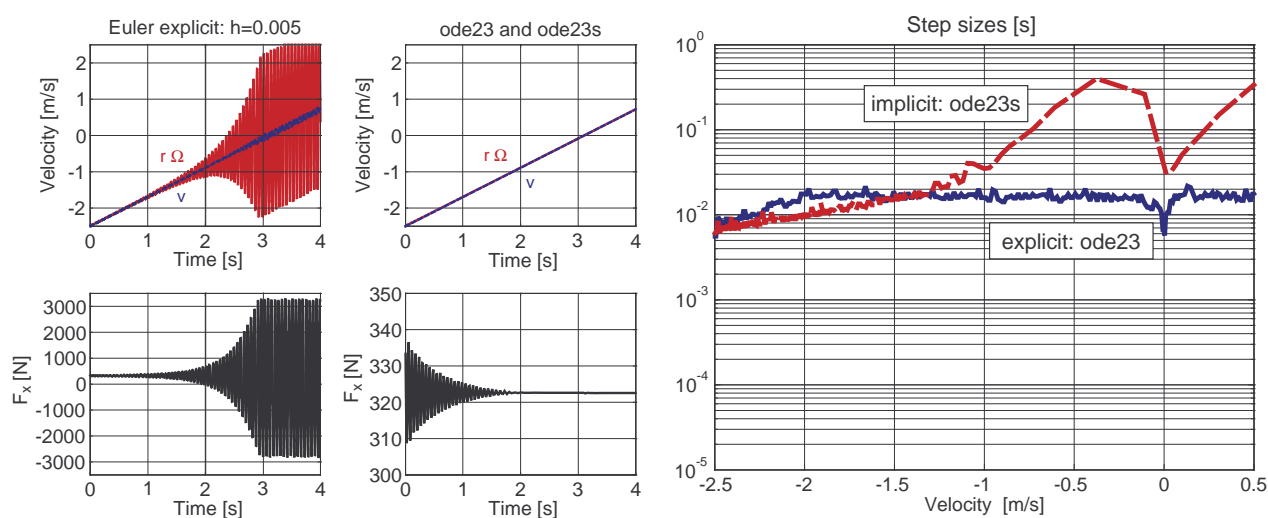 Euler explicit: h=0.005
Velocity [m/s]
2
1
0
-1
-2
r Ω
v
0 1 2 3 4
Time [s]
ode23 and ode23s
Velocity [m/s]
2
1
0
-1
-2
r Ω
v
0 1 2 3 4
Time [s]
F_x [N]
3000
2000
1000
0
-1000
-2000
-3000
0 1 2 3 4
Time [s]
F_x [N]
350
340
330
320
310
300
0 1 2 3 4
Time [s]
Step sizes [s]
10^0
10^-1
10^-2
10^-3
10^-4
10^-5
implicit: ode23s
explicit: ode23
-2.5 -2 -1.5 -1 -0.5 0 0.5
Velocity [m/s]